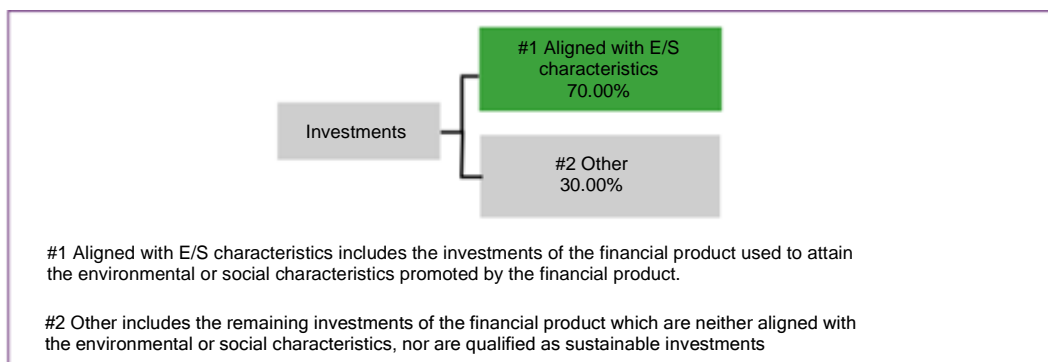 #1 Aligned with E/S
characteristics
70.00%
Investments
#2 Other
30.00%
#1 Aligned with E/S characteristics includes the investments of the financial product used to attain
the environmental or social characteristics promoted by the financial product.
#2 Other includes the remaining investments of the financial product which are neither aligned with
the environmental or social characteristics, nor are qualified as sustainable investments